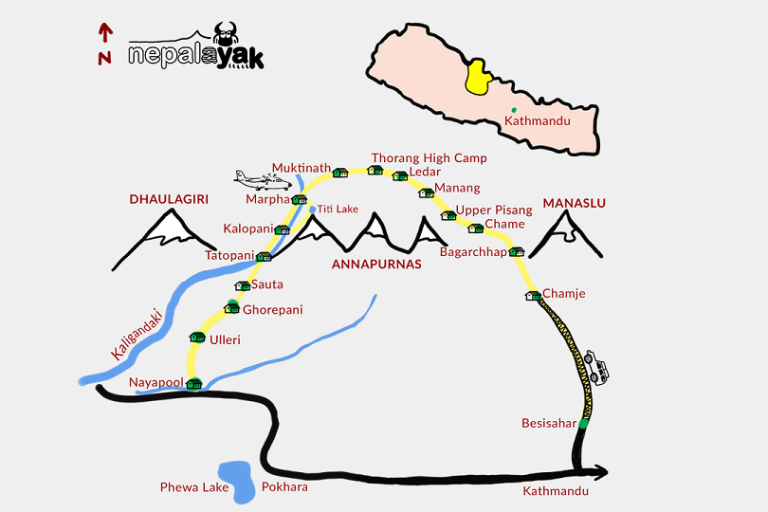 N
nepalayak
Kathmandu
Thorang High Camp
Muktinath
Ledar
Manang
Marpha
DHAULAGIRI
Titi Lake
Upper Pisang
MANASLU
Chame
Kalopani
Bagarchhap
Tatopani
ANNAPURNAS
Sauta
Chamje
Ghorepani
Kaligandaki
Ulleri
Nayapool
Besisahar
Phewa Lake
Pokhara
Kathmandu